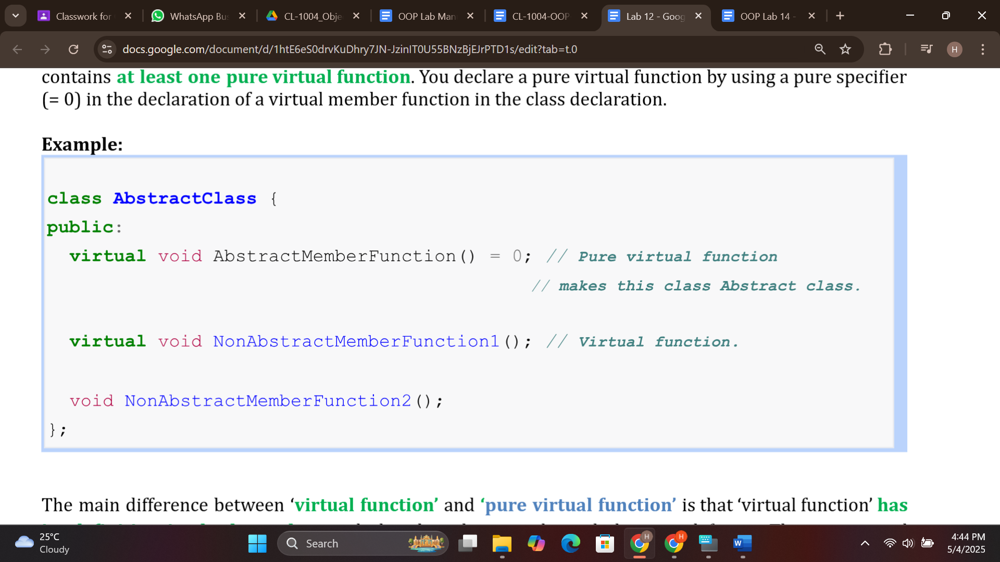 Classwork for
WhatsApp Bu
CL-1004_Obje
OOP Lab Man
CL-1004-OOP
Lab 12 - Goog
OOP Lab 14 -
docs.google.com/document/d/1htE6eS0drvKuDhry7JN-JzinIT0U55BNzBjEJrPTD1s/edit?tab=t.0
H
contains at least one pure virtual function. You declare a pure virtual function by using a pure specifier
(= 0) in the declaration of a virtual member function in the class declaration.
Example:
class AbstractClass {
public:
virtual void AbstractMemberFunction() = 0; // Pure virtual function
// makes this class Abstract class.
virtual void NonAbstractMemberFunction1(); // Virtual function.
void NonAbstractMemberFunction2();
};
The main difference between ‘virtual function’ and ‘pure virtual function’ is that ‘virtual function’ has
25°C
Cloudy
Search
H
H
W
4:44 PM
5/4/2025